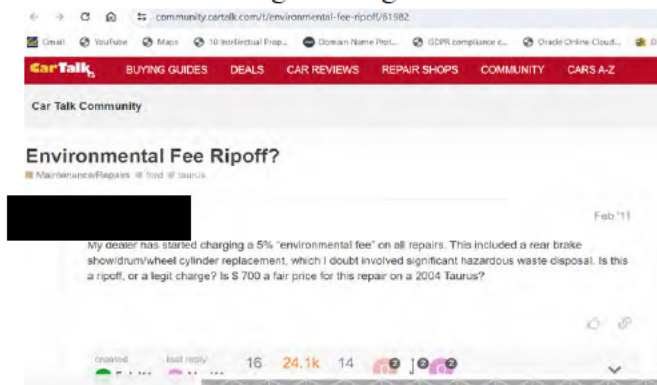 community.cartalk.com/t/environmental-fee-ripoff/61982
Gmail YouTube Maps 10 Intellectual Prop... Domain Name Prot... GDPR compliance c... Oracle Online Cloud...
CarTalk BUYING GUIDES DEALS CAR REVIEWS REPAIR SHOPS COMMUNITY CARS A-Z
Car Talk Community
Environmental Fee Ripoff?
Maintenance/Repairs ford taurus
Feb '11
My dealer has started charging a 5% "environmental fee" on all repairs. This included a rear brake
show/drum/wheel cylinder replacement, which I doubt involved significant hazardous waste disposal. Is this
a ripoff, or a legit charge? Is $ 700 a fair price for this repair on a 2004 Taurus?
created last reply 16 24.1k 14 2 2